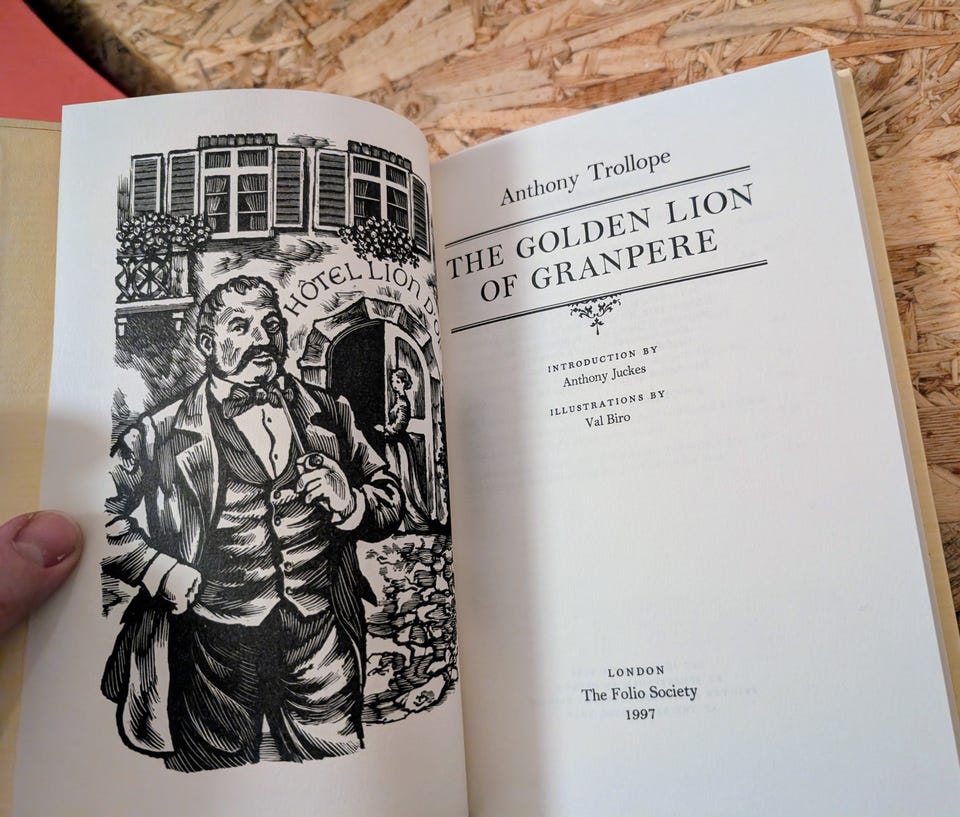 HÔTEL LION D'O
Anthony Trollope
THE GOLDEN LION
OF GRANPERE
INTRODUCTION BY
Anthony Juckes
ILLUSTRATIONS BY
Val Biro
LONDON
The Folio Society
1997